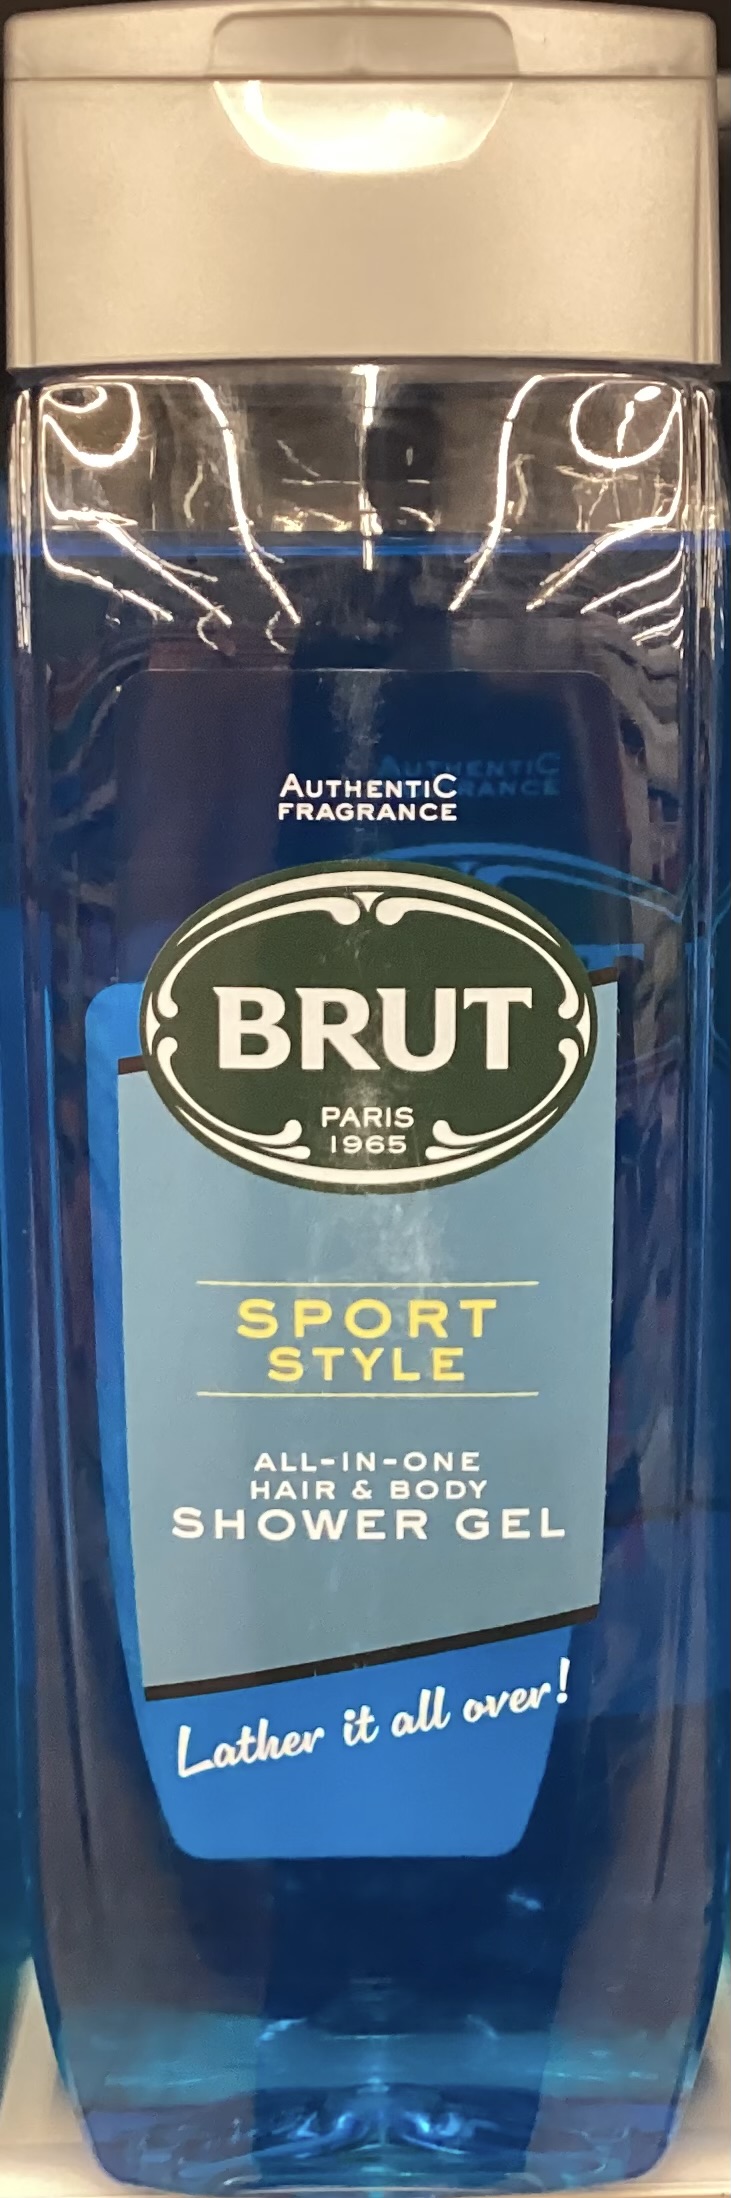 AUTHENTIC
FRAGRANCE
BRUT
PARIS
1965
SPORT
STYLE
ALL-IN-ONE
HAIR & BODY
SHOWER GEL
Lather it all over!